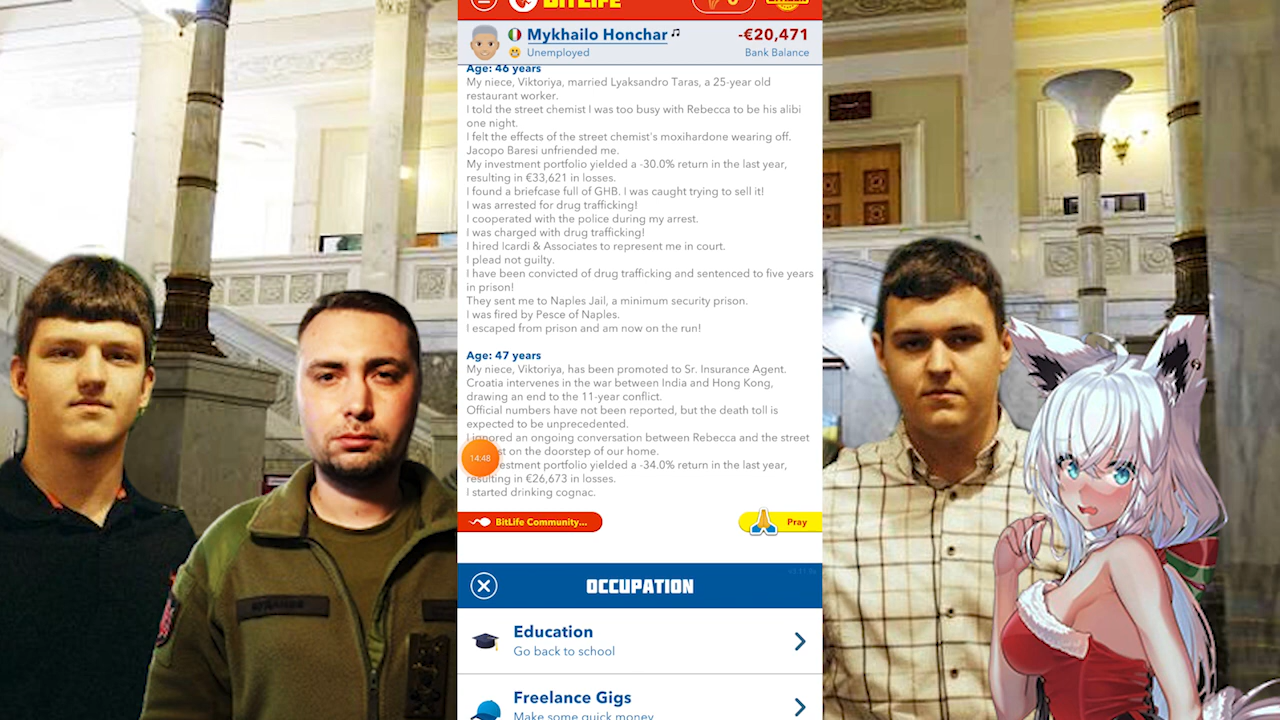 BITLIFE
Mykhailo Honchar
-€20,471
Unemployed
Bank Balance
Age: 46 years
My niece, Viktoriya, married Lyaksandro Taras, a 25-year old
restaurant worker.
I told the street chemist I was too busy with Rebecca to be his alibi
one night.
I felt the effects of the street chemist's moxihardone wearing off.
Jacopo Baresi unfriended me.
My investment portfolio yielded a -30.0% return in the last year,
resulting in €33,621 in losses.
I found a briefcase full of GHB. I was caught trying to sell it!
I was arrested for drug trafficking!
I cooperated with the police during my arrest.
I was charged with drug trafficking!
I hired Icardi & Associates to represent me in court.
I plead not guilty.
I have been convicted of drug trafficking and sentenced to five years
in prison!
They sent me to Naples Jail, a minimum security prison.
I was fired by Pesce of Naples.
I escaped from prison and am now on the run!
Age: 47 years
My niece, Viktoriya, has been promoted to Sr. Insurance Agent.
Croatia intervenes in the war between India and Hong Kong,
drawing an end to the 11-year conflict.
Official numbers have not been reported, but the death toll is
expected to be unprecedented.
I ignored an ongoing conversation between Rebecca and the street
st on the doorstep of our home.
14:48
estment portfolio yielded a -34.0% return in the last year,
resulting in €26,673 in losses.
I started drinking cognac.
BitLife Community...
Pray
OCCUPATION
Education
Go back to school
Freelance Gigs
Make some quick money